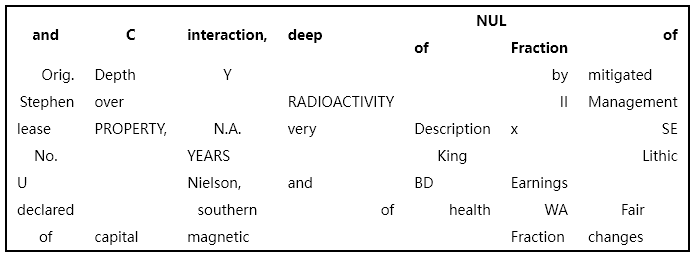 NUL
and C interaction, deep of Fraction of
Orig. Depth Y by mitigated
Stephen over RADIOACTIVITY II Management
lease PROPERTY, N.A. very Description x SE
No. YEARS King Lithic
U Nielson, and BD Earnings
declared southern of health WA Fair
of capital magnetic Fraction changes